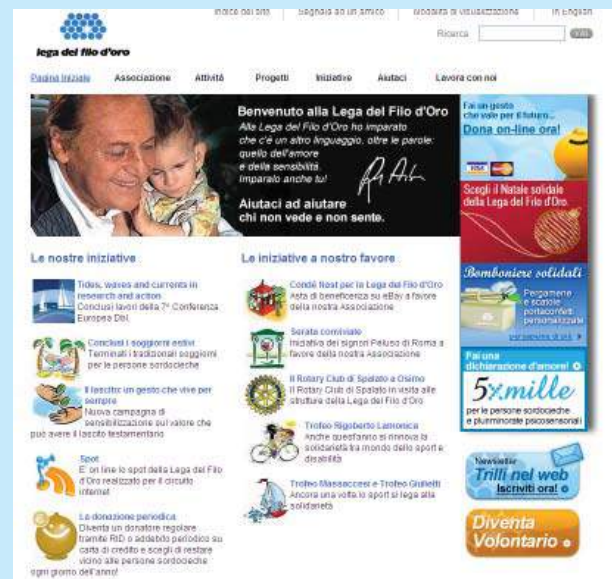 Indice del sito
Segnala ad un amico
Modalità di visualizzazione
In English
Ricerca
lega del filo d'oro
Pagina Iniziale
Associazione
Attività
Progetti
Iniziative
Aiutaci
Lavora con noi
Benvenuto alla Lega del Filo d'Oro
Alla Lega del Filo d'Oro ho imparato
che c'è un altro linguaggio, oltre le parole:
quello dell'amore
e della sensibilità.
Imparalo anche tu!
Aiutaci ad aiutare
chi non vede e non sente.
Fai un gesto
che vale per il futuro...
Dona on-line ora!
VISA
Scegli il Natale solidale
della Lega del Filo d'Oro.
Bomboniere solidali
Pergamene
e scatole
portaconfetti
personalizzate
per saperne di più
Fai una
dichiarazione d'amore!
5x mille
per le persone sordocieche
e pluriminorate psicosensoriali
Newsletter
Trilli nel web
Iscriviti ora!
Diventa
Volontario
Le nostre iniziative
Tides, waves and currents in
research and action
Conclusi lavori della 7ª Conferenza
Europea DbI.
Conclusi i soggiorni estivi
Terminati i tradizionali soggiorni
per le persone sordocieche
Il lascito: un gesto che vive per
sempre
Nuova campagna di
sensibilizzazione sul valore che
può avere il lascito testamentario
Spot
E' on line lo spot della Lega del Filo
d'Oro realizzato per il circuito
internet
La donazione periodica
Diventa un donatore regolare
tramite RID o addebito periodico su
carta di credito e scegli di restare
vicino alle persone sordocieche
ogni giorno dell'anno!
Le iniziative a nostro favore
Condé Nast per la Lega del Filo d'Oro
Asta di beneficenza su eBay a favore
della nostra Associazione
Serata conviviale
Iniziativa dei signori Peluso di Roma a
favore della nostra Associazione
Il Rotary Club di Spalato a Osimo
Il Rotary Club di Spalato in visita alle
strutture della Lega del Filo d'Oro
Trofeo Rigoberto Lamonica
Anche quest'anno si rinnova la
solidarietà tra mondo dello sport e
disabilità
Trofeo Massaccesi e Trofeo Giulietti
Ancora una volta lo sport si lega alla
solidarietà